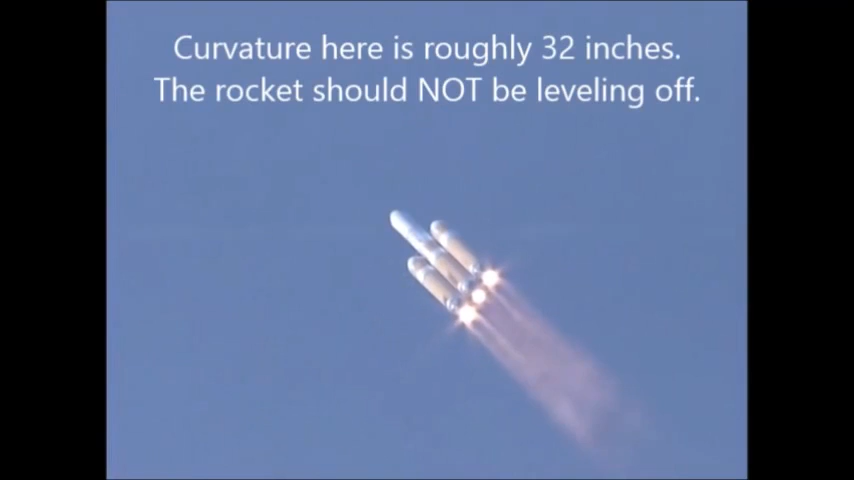 Curvature here is roughly 32 inches.
The rocket should NOT be leveling off.